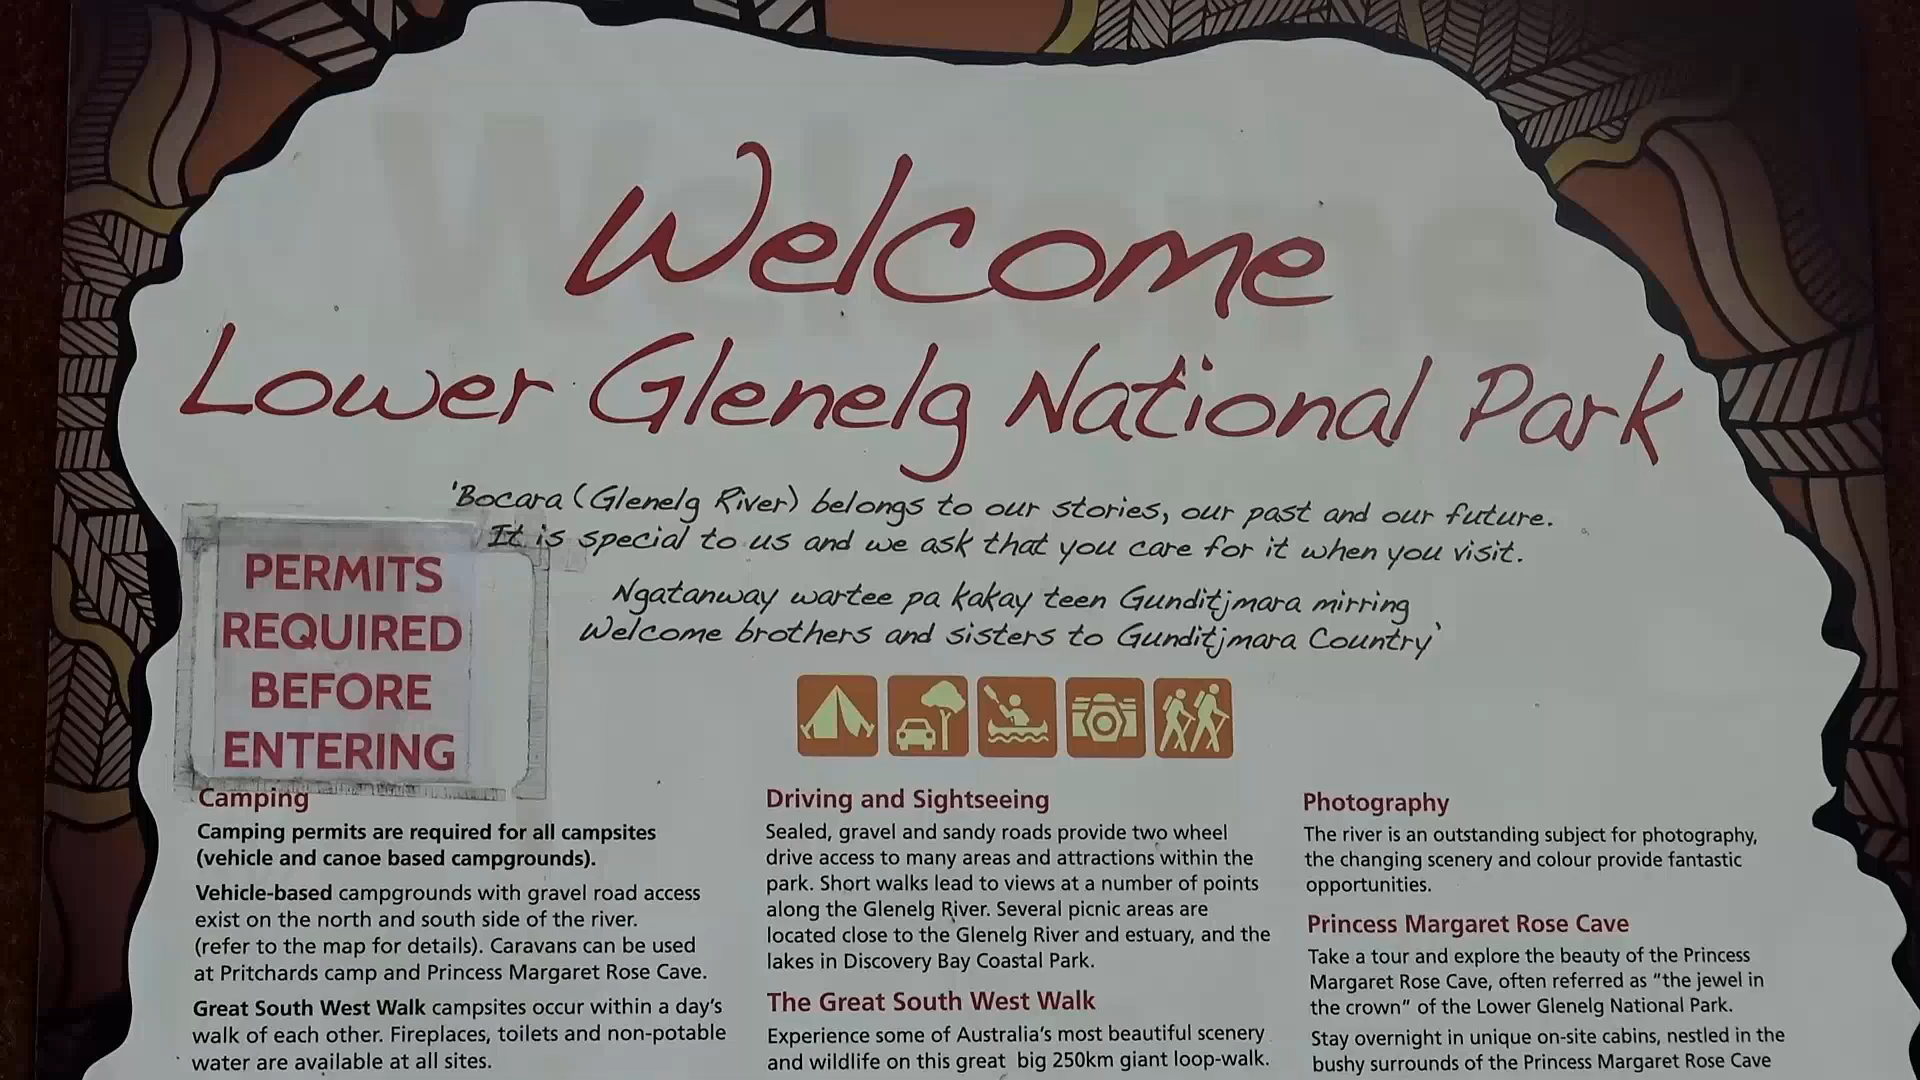 Welcome
Lower Glenelg National Park
'Bocara (Glenelg River) belongs to our stories, our past and our future.
It is special to us and we ask that you care for it when you visit.
Ngatanway wartee pa kakay teen Gunditjmara mirring
Welcome brothers and sisters to Gunditjmara Country'
PERMITS
REQUIRED
BEFORE
ENTERING
Camping
Camping permits are required for all campsites
(vehicle and canoe based campgrounds).
Vehicle-based campgrounds with gravel road access
exist on the north and south side of the river.
(refer to the map for details). Caravans can be used
at Pritchards camp and Princess Margaret Rose Cave.
Great South West Walk campsites occur within a day's
walk of each other. Fireplaces, toilets and non-potable
water are available at all sites.
Driving and Sightseeing
Sealed, gravel and sandy roads provide two wheel
drive access to many areas and attractions within the
park. Short walks lead to views at a number of points
along the Glenelg River. Several picnic areas are
located close to the Glenelg River and estuary, and the
lakes in Discovery Bay Coastal Park.
The Great South West Walk
Experience some of Australia's most beautiful scenery
and wildlife on this great big 250km giant loop-walk.
Photography
The river is an outstanding subject for photography,
the changing scenery and colour provide fantastic
opportunities.
Princess Margaret Rose Cave
Take a tour and explore the beauty of the Princess
Margaret Rose Cave, often referred as “the jewel in
the crown” of the Lower Glenelg National Park.
Stay overnight in unique on-site cabins, nestled in the
bushy surrounds of the Princess Margaret Rose Cave